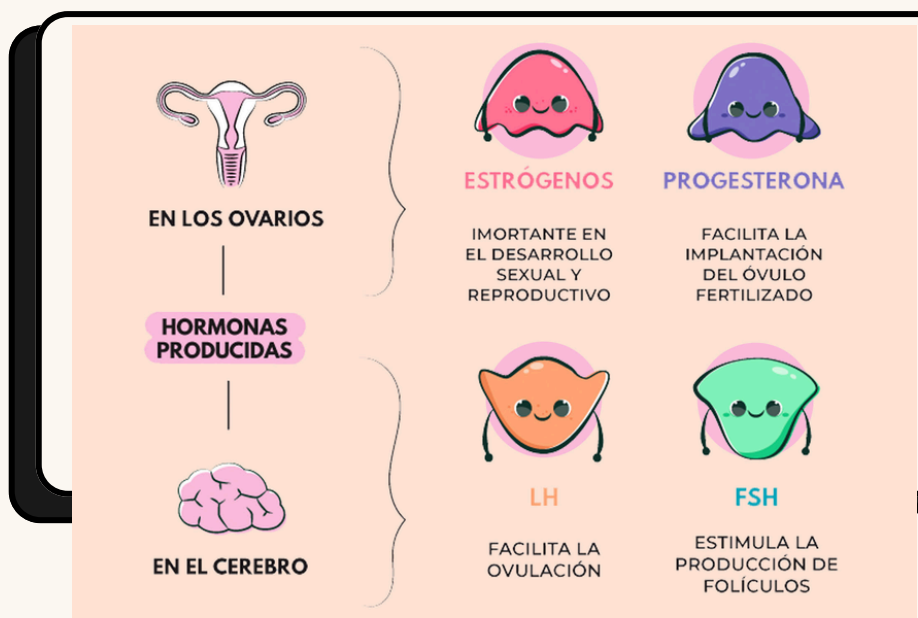 EN LOS OVARIOS
HORMONAS
PRODUCIDAS
EN EL CEREBRO
ESTRÓGENOS
IMORTANTE EN
EL DESARROLLO
SEXUAL Y
REPRODUCTIVO
PROGESTERONA
FACILITA LA
IMPLANTACIÓN
DEL ÓVULO
FERTILIZADO
LH
FACILITA LA
OVULACIÓN
FSH
ESTIMULA LA
PRODUCCIÓN DE
FOLÍCULOS